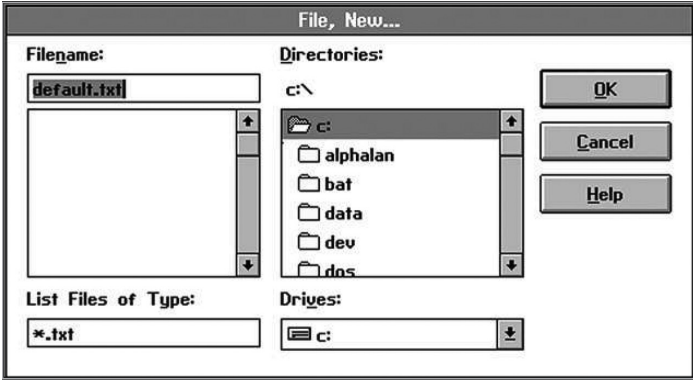 File, New...
Filename:
default.txt
List Files of Type:
*.txt
Directories:
c:\
c:
alphalan
bat
data
dev
dos
Drives:
c:
OK
Cancel
Help